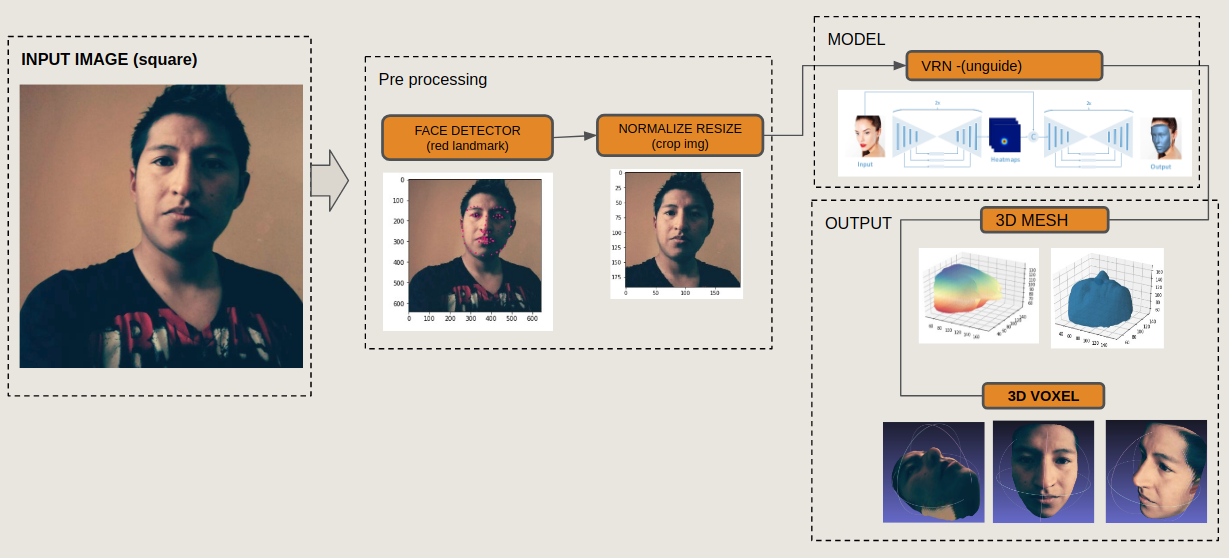 INPUT IMAGE (square)
Pre processing
FACE DETECTOR
(red landmark)
NORMALIZE RESIZE
(crop img)
0
100
200
300
400
500
600
0 100 200 300 400 500 600
0
25
50
75
100
125
150
175
0 50 100 150
MODEL
VRN -(unguide)
2x
2x
C
Input
Heatmaps
Output
OUTPUT
3D MESH
3D VOXEL